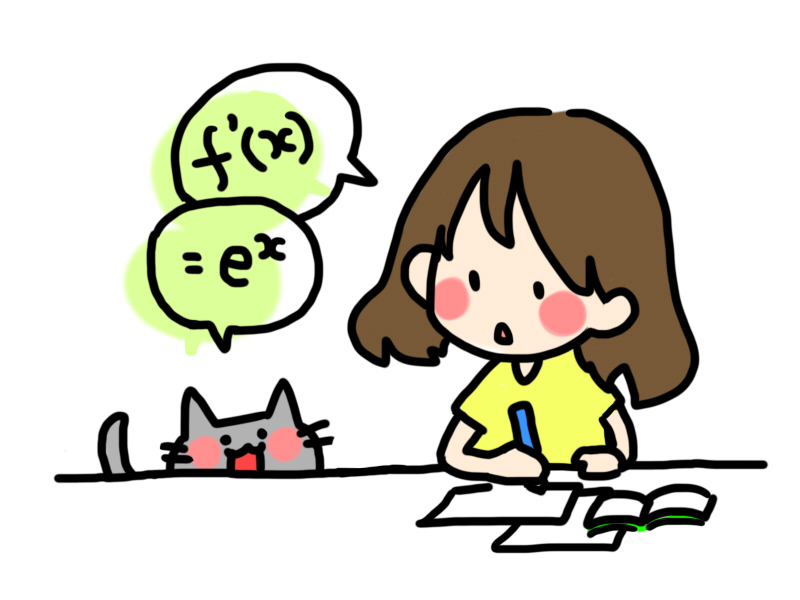 f'(x)
= e^x